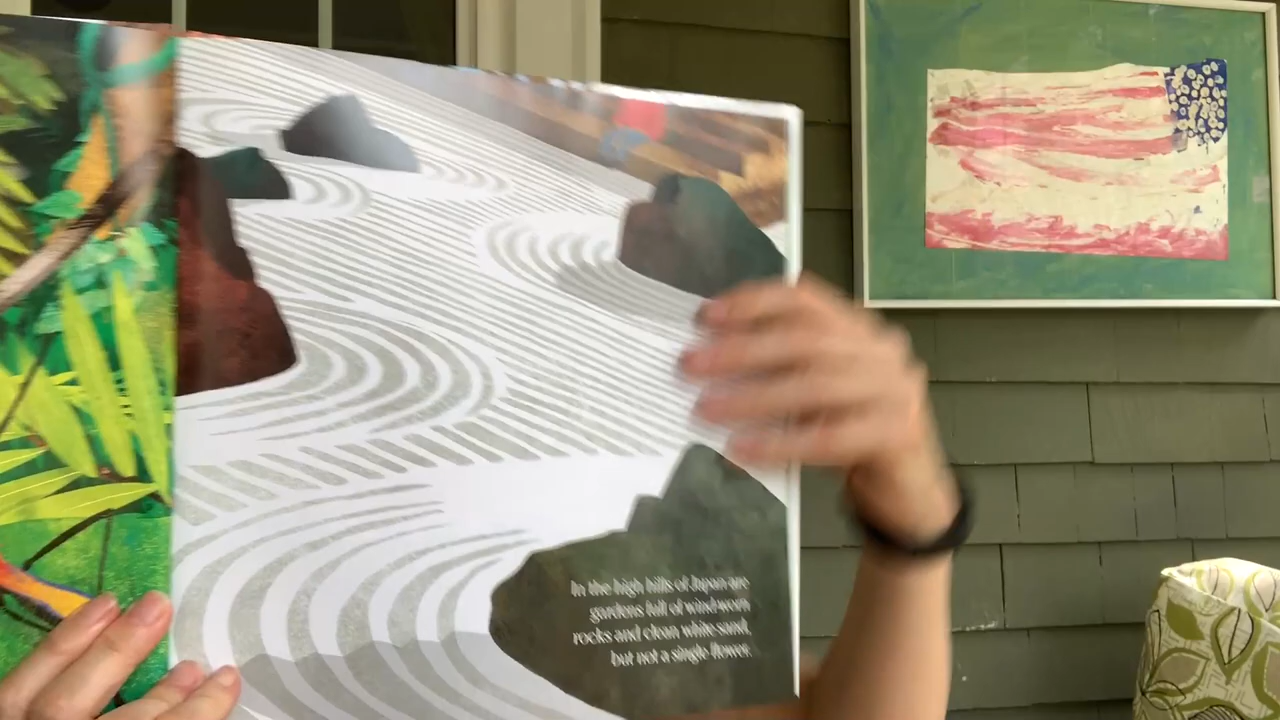 In the high hills of Japan are
gardens full of windworn
rocks and clean white sand,
but not a single flower.